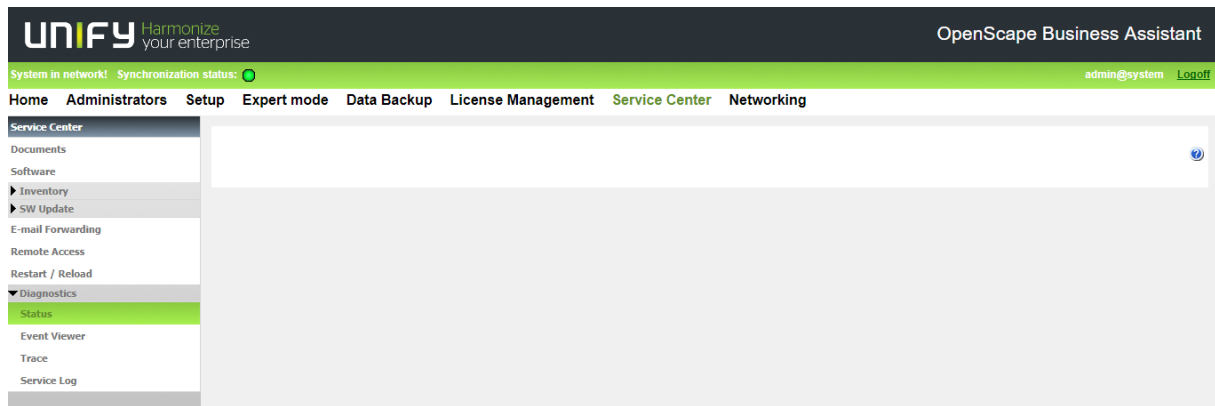 UNIFY Harmonize
your enterprise
OpenScape Business Assistant
System in network! Synchronization status:
admin@system Logoff
Home Administrators Setup Expert mode Data Backup License Management Service Center Networking
Service Center
Documents
Software
Inventory
SW Update
E-mail Forwarding
Remote Access
Restart / Reload
Diagnostics
Status
Event Viewer
Trace
Service Log
?